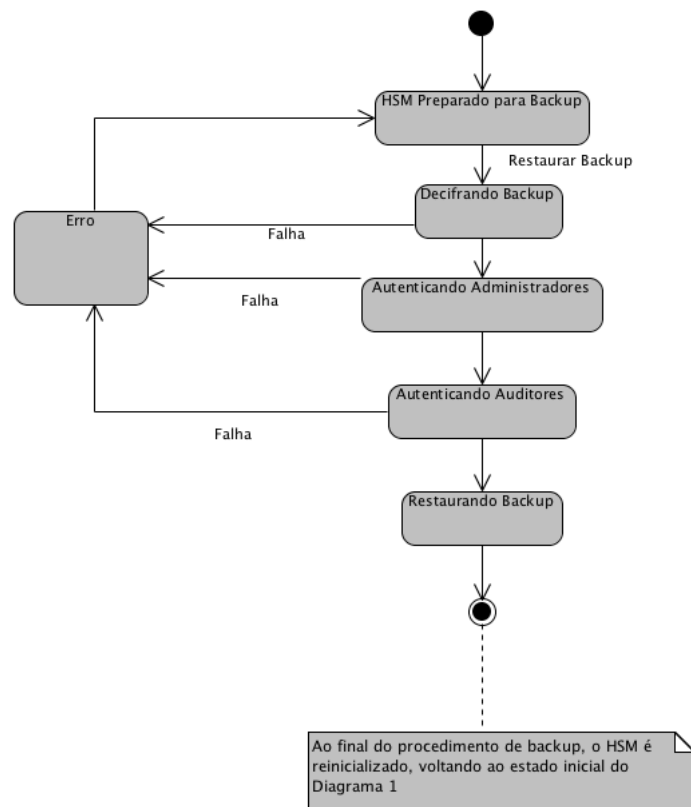 HSM Preparado para Backup
Restaurar Backup
Decifrando Backup
Erro
Falha
Autenticando Administradores
Falha
Autenticando Auditores
Falha
Restaurando Backup
Ao final do procedimento de backup, o HSM é
reinicializado, voltando ao estado inicial do
Diagrama 1